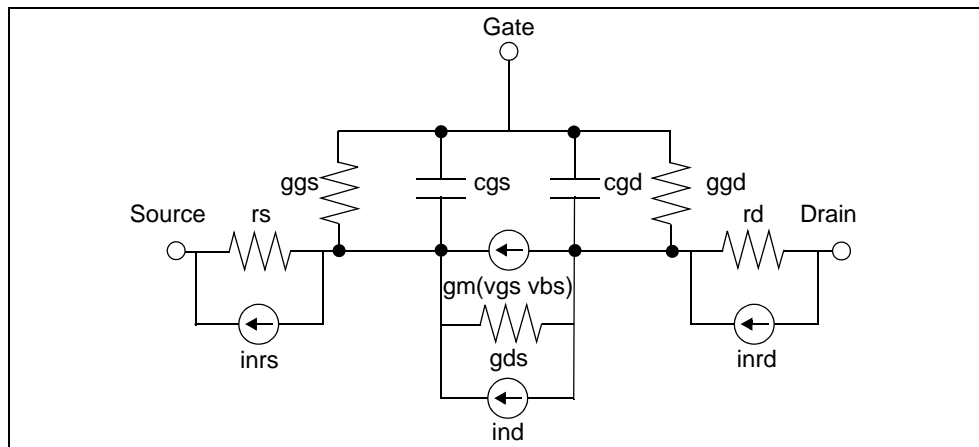 Gate
ggs
cgs
cgd
ggd
Source
rs
rd
Drain
gm(vgs vbs)
gds
inrs
inrd
ind